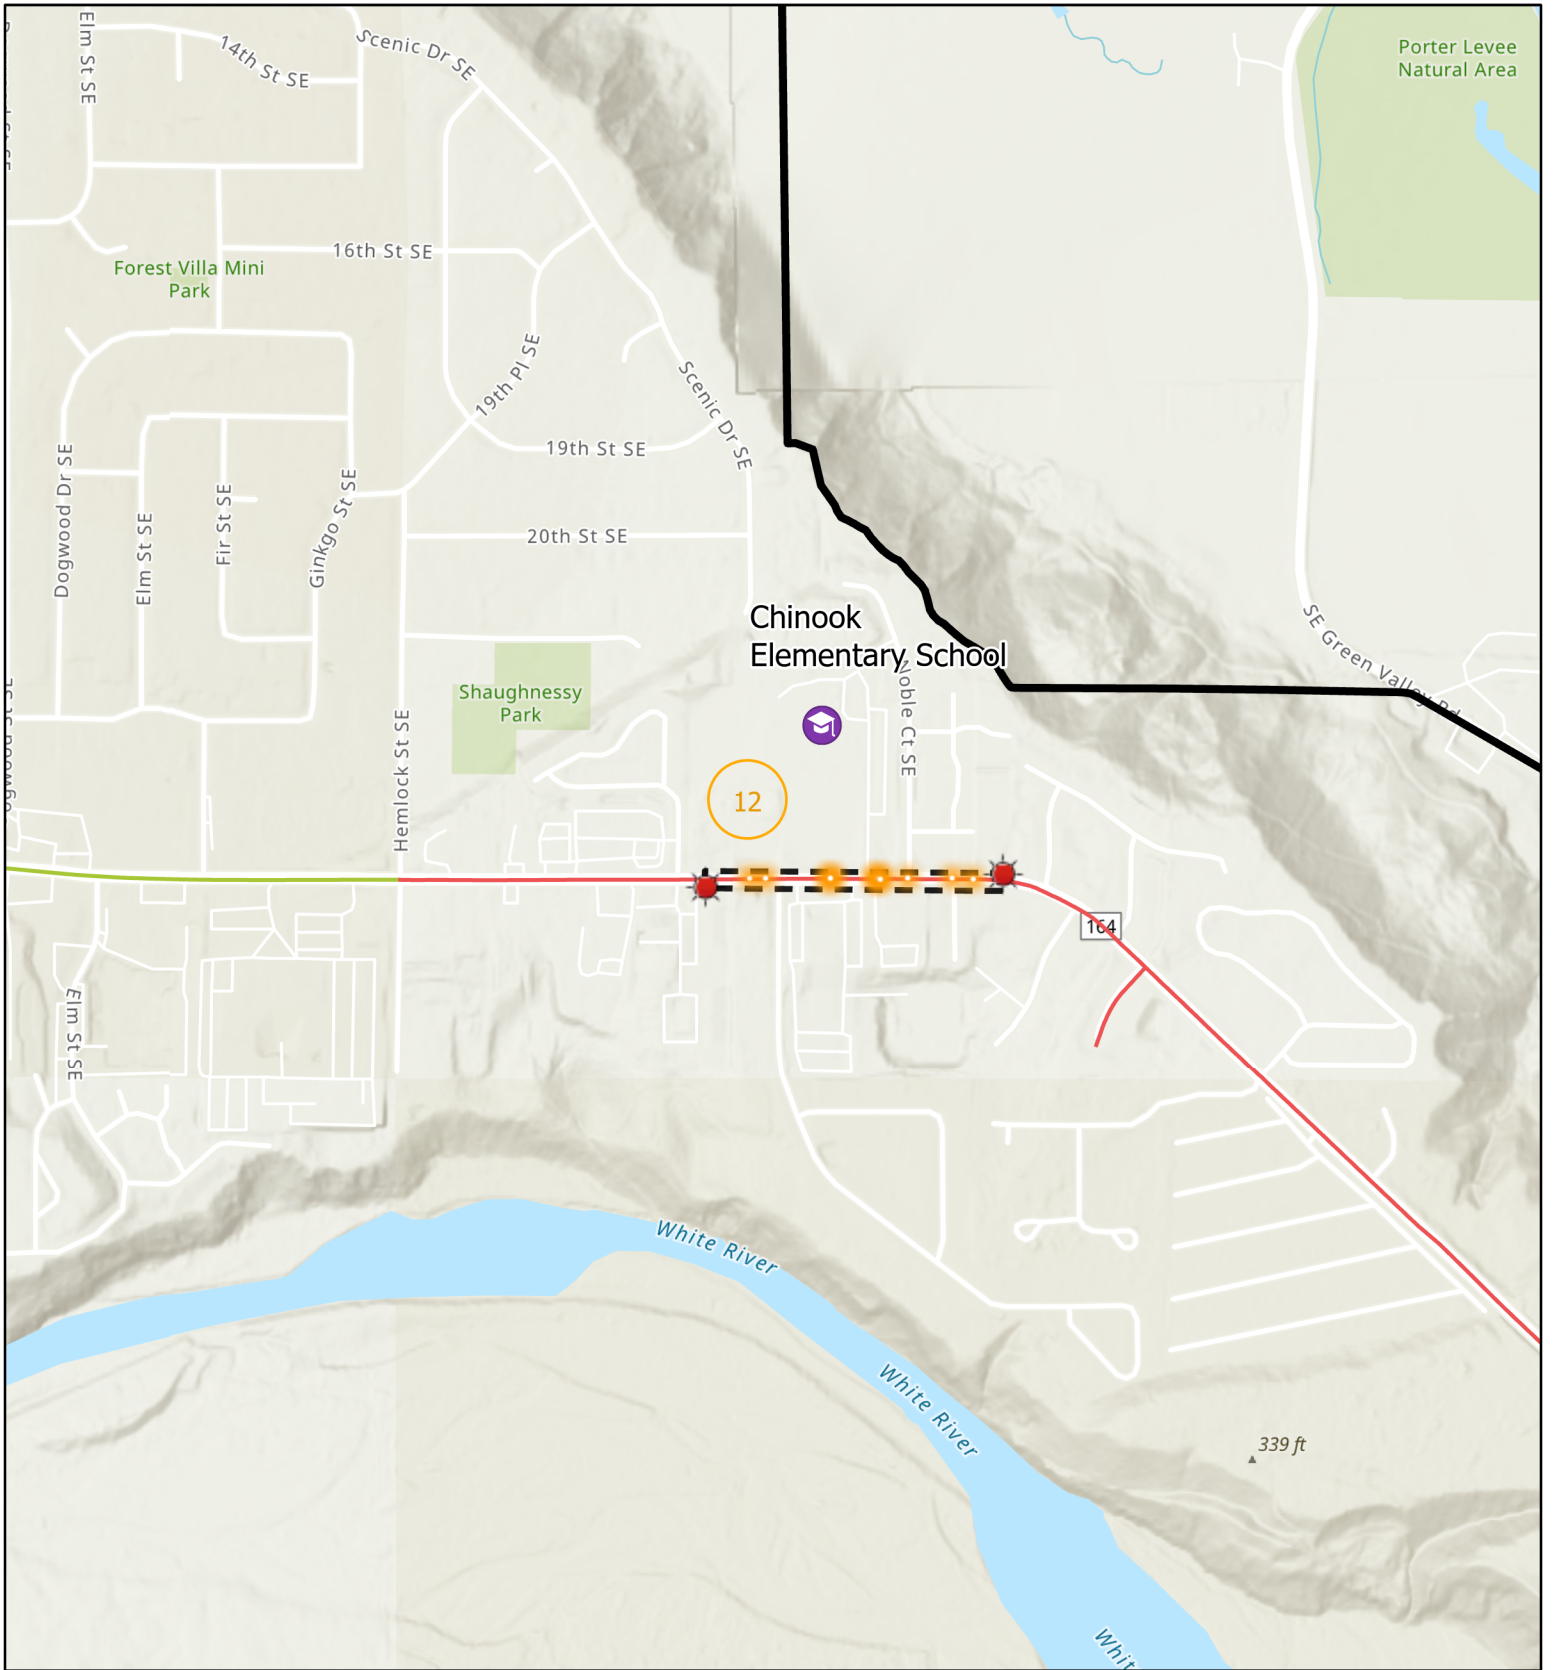 Elm St SE
14th St SE
Scenic Dr SE
Porter Levee
Natural Area
16th St SE
Forest Villa Mini
Park
19th Pl SE
Scenic Dr SE
19th St SE
Dogwood Dr SE
Elm St SE
Fir St SE
Ginkgo St SE
20th St SE
Chinook
Elementary School
SE Green Valley Rd
Noble Ct SE
Shaughnessy
Park
Hemlock St SE
12
164
Elm St SE
White River
White River
339 ft